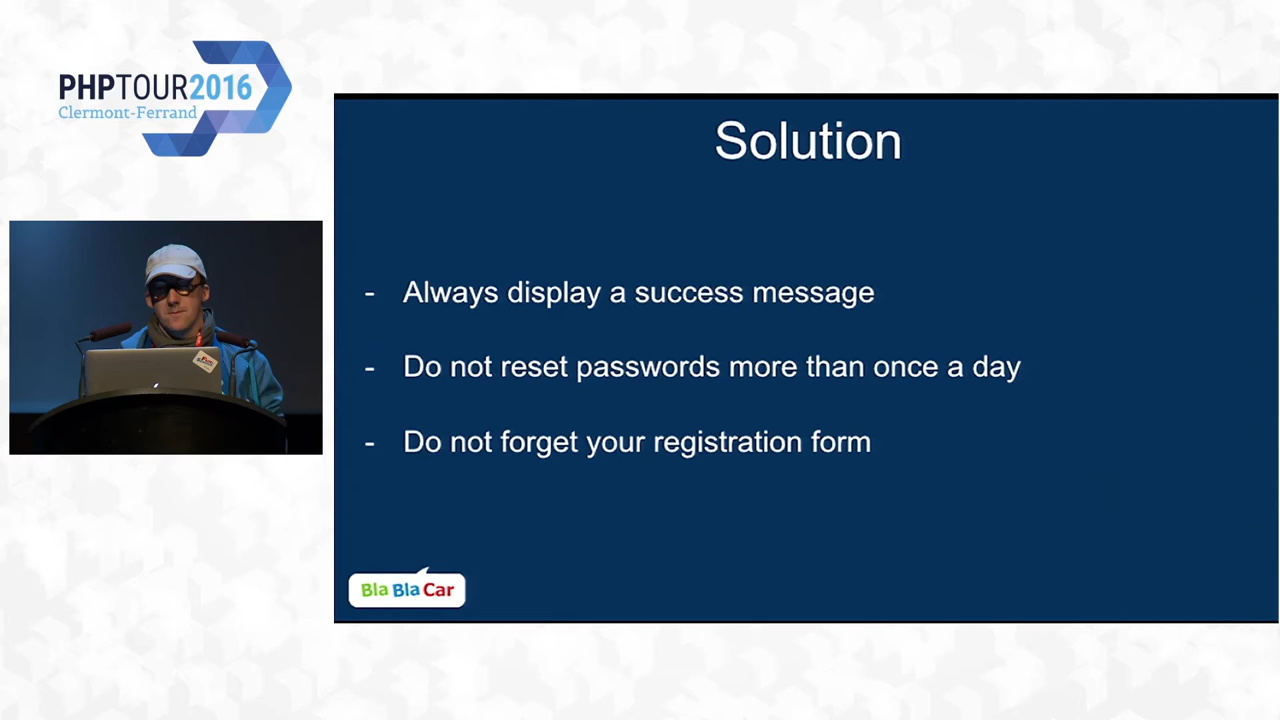 PHPTOUR2016
Clermont-Ferrand
Solution
- Always display a success message
- Do not reset passwords more than once a day
- Do not forget your registration form
Bla Bla Car